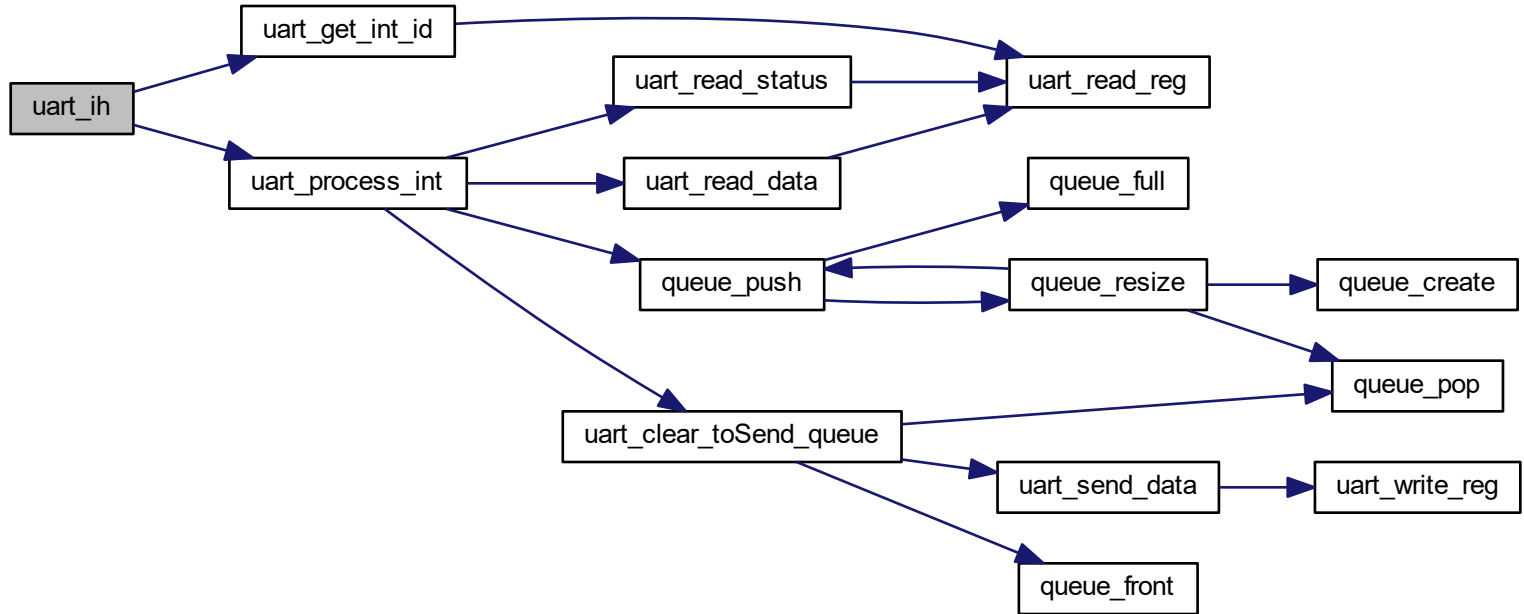 uart_get_int_id
uart_read_status
uart_read_reg
uart_ih
uart_process_int
uart_read_data
queue_full
queue_push
queue_resize
queue_create
queue_pop
uart_clear_toSend_queue
uart_send_data
uart_write_reg
queue_front